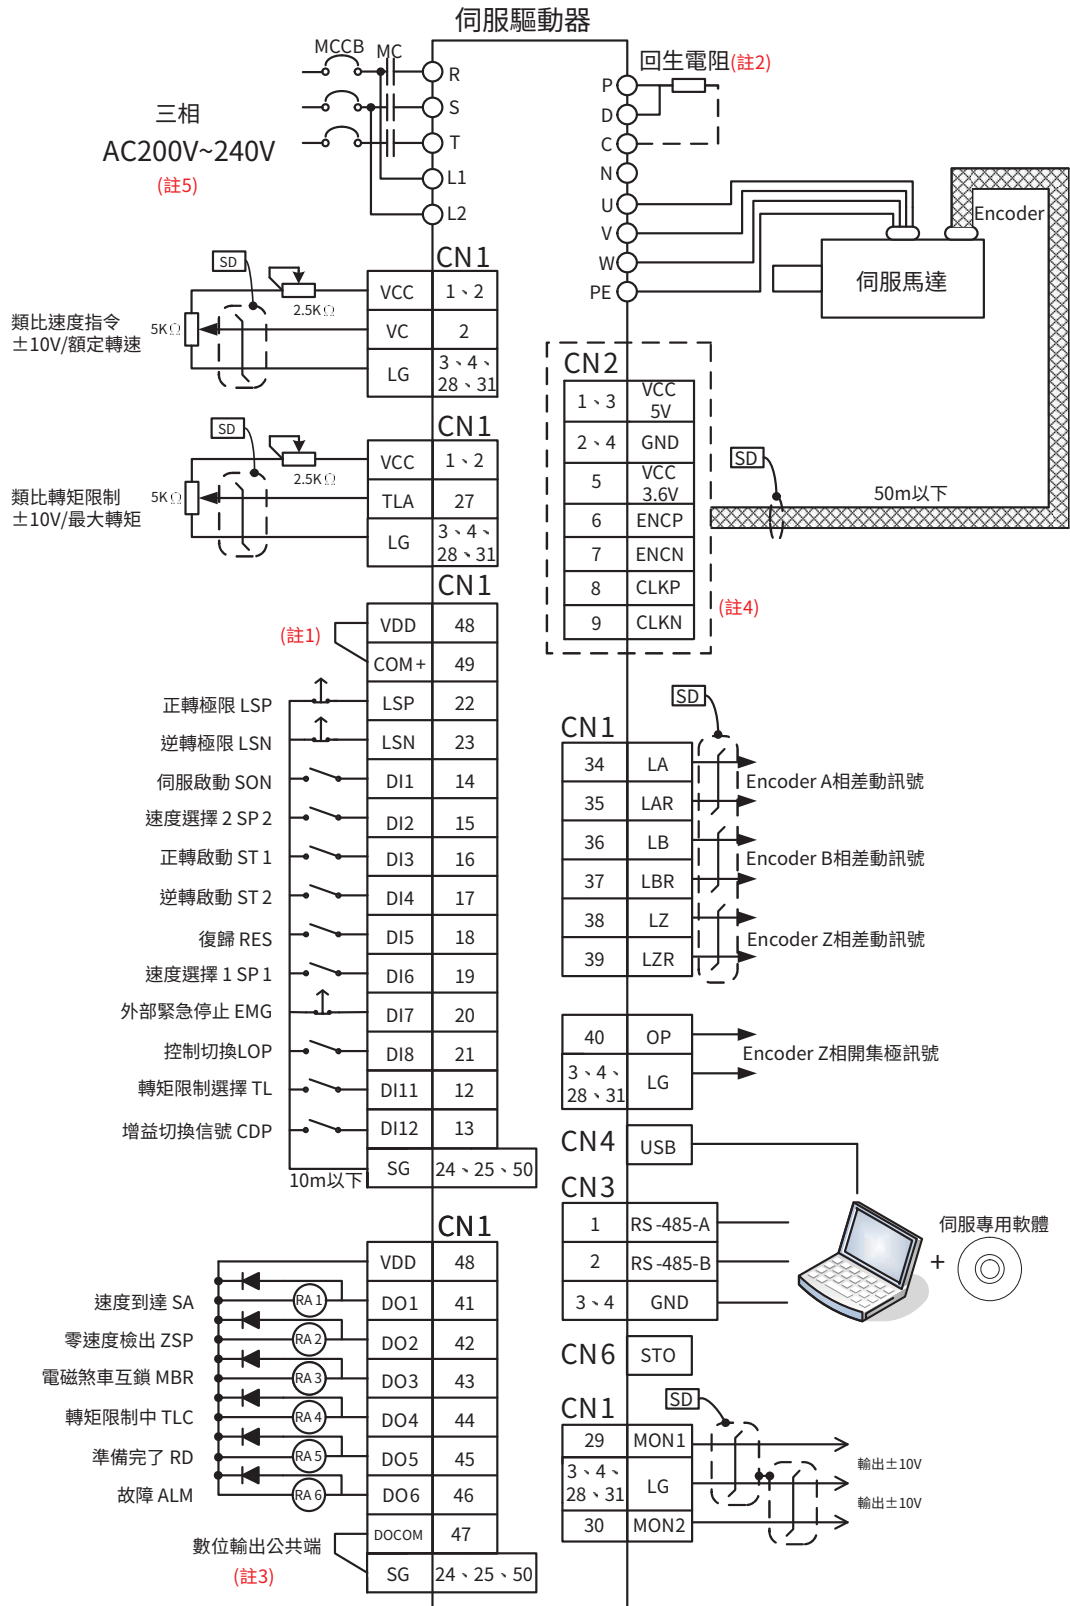 伺服驅動器
MCCB
MC
R
S
T
L1
L2
三相
AC200V~240V
(註5)
回生電阻(註2)
P
D
C
N
U
V
W
PE
Encoder
伺服馬達
CN1
SD
2.5KΩ
5KΩ
類比速度指令
±10V/額定轉速
VCC 1、2
VC 2
LG 3、4、
28、31
CN1
SD
2.5KΩ
5KΩ
類比轉矩限制
±10V/最大轉矩
VCC 1、2
TLA 27
LG 3、4、
28、31
CN2
1、3 VCC
5V
2、4 GND
5 VCC
3.6V
6 ENCP
7 ENCN
8 CLKP
9 CLKN
(註4)
SD
50m以下
CN1
(註1)
VDD 48
COM+ 49
正轉極限 LSP LSP 22
逆轉極限 LSN LSN 23
伺服啟動 SON DI1 14
速度選擇 2 SP 2 DI2 15
正轉啟動 ST 1 DI3 16
逆轉啟動 ST 2 DI4 17
復歸 RES DI5 18
速度選擇 1 SP 1 DI6 19
外部緊急停止 EMG DI7 20
控制切換LOP DI8 21
轉矩限制選擇 TL DI11 12
增益切換信號 CDP DI12 13
10m以下 SG 24、25、50
CN1
VDD 48
速度到達 SA RA 1 DO1 41
零速度檢出 ZSP RA 2 DO2 42
電磁煞車互鎖 MBR RA 3 DO3 43
轉矩限制中 TLC RA 4 DO4 44
準備完了 RD RA 5 DO5 45
故障 ALM RA 6 DO6 46
數位輸出公共端 DOCOM 47
(註3)
SG 24、25、50
SD
CN1
34 LA
35 LAR
Encoder A相差動訊號
36 LB
37 LBR
Encoder B相差動訊號
38 LZ
39 LZR
Encoder Z相差動訊號
40 OP
3、4、
28、31 LG
Encoder Z相開集極訊號
CN4 USB
CN3
1 RS-485-A
2 RS-485-B
3、4 GND
伺服專用軟體
+
CN6 STO
CN1
SD
29 MON1
輸出±10V
3、4、
28、31 LG
輸出±10V
30 MON2